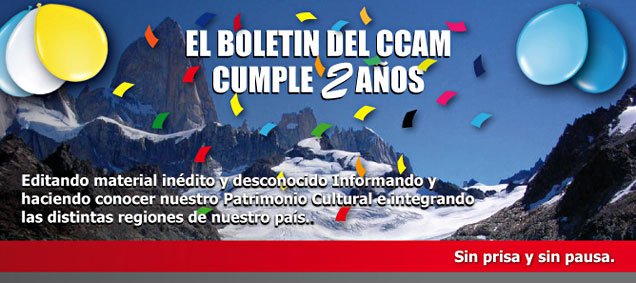 EL BOLETIN DEL CCAM
CUMPLE 2 AÑOS
Editando material inédito y desconocido Informando y
haciendo conocer nuestro Patrimonio Cultural e integrando
las distintas regiones de nuestro país..
Sin prisa y sin pausa.